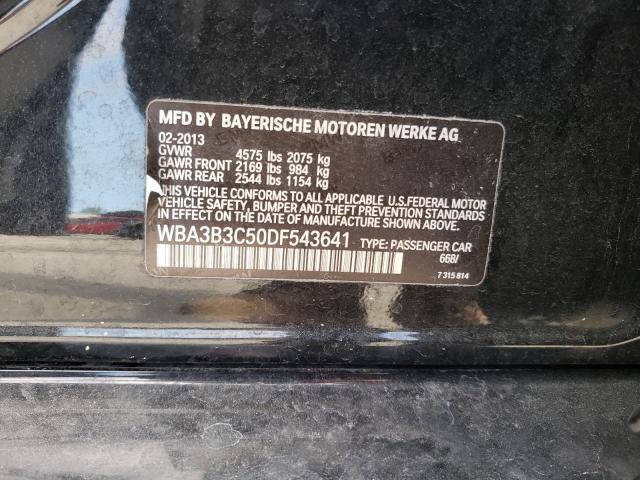 MFD BY BAYERISCHE MOTOREN WERKE AG
02-2013
GVWR 4575 lbs 2075 kg
GAWR FRONT 2169 lbs 984 kg
GAWR REAR 2544 lbs 1154 kg
THIS VEHICLE CONFORMS TO ALL APPLICABLE U.S.FEDERAL MOTOR
VEHICLE SAFETY, BUMPER AND THEFT PREVENTION STANDARDS
IN EFFECT ON THE DATE OF MANUFACTURE SHOWN ABOVE.
WBA3B3C50DF543641 TYPE: PASSENGER CAR
668/
7 315 814